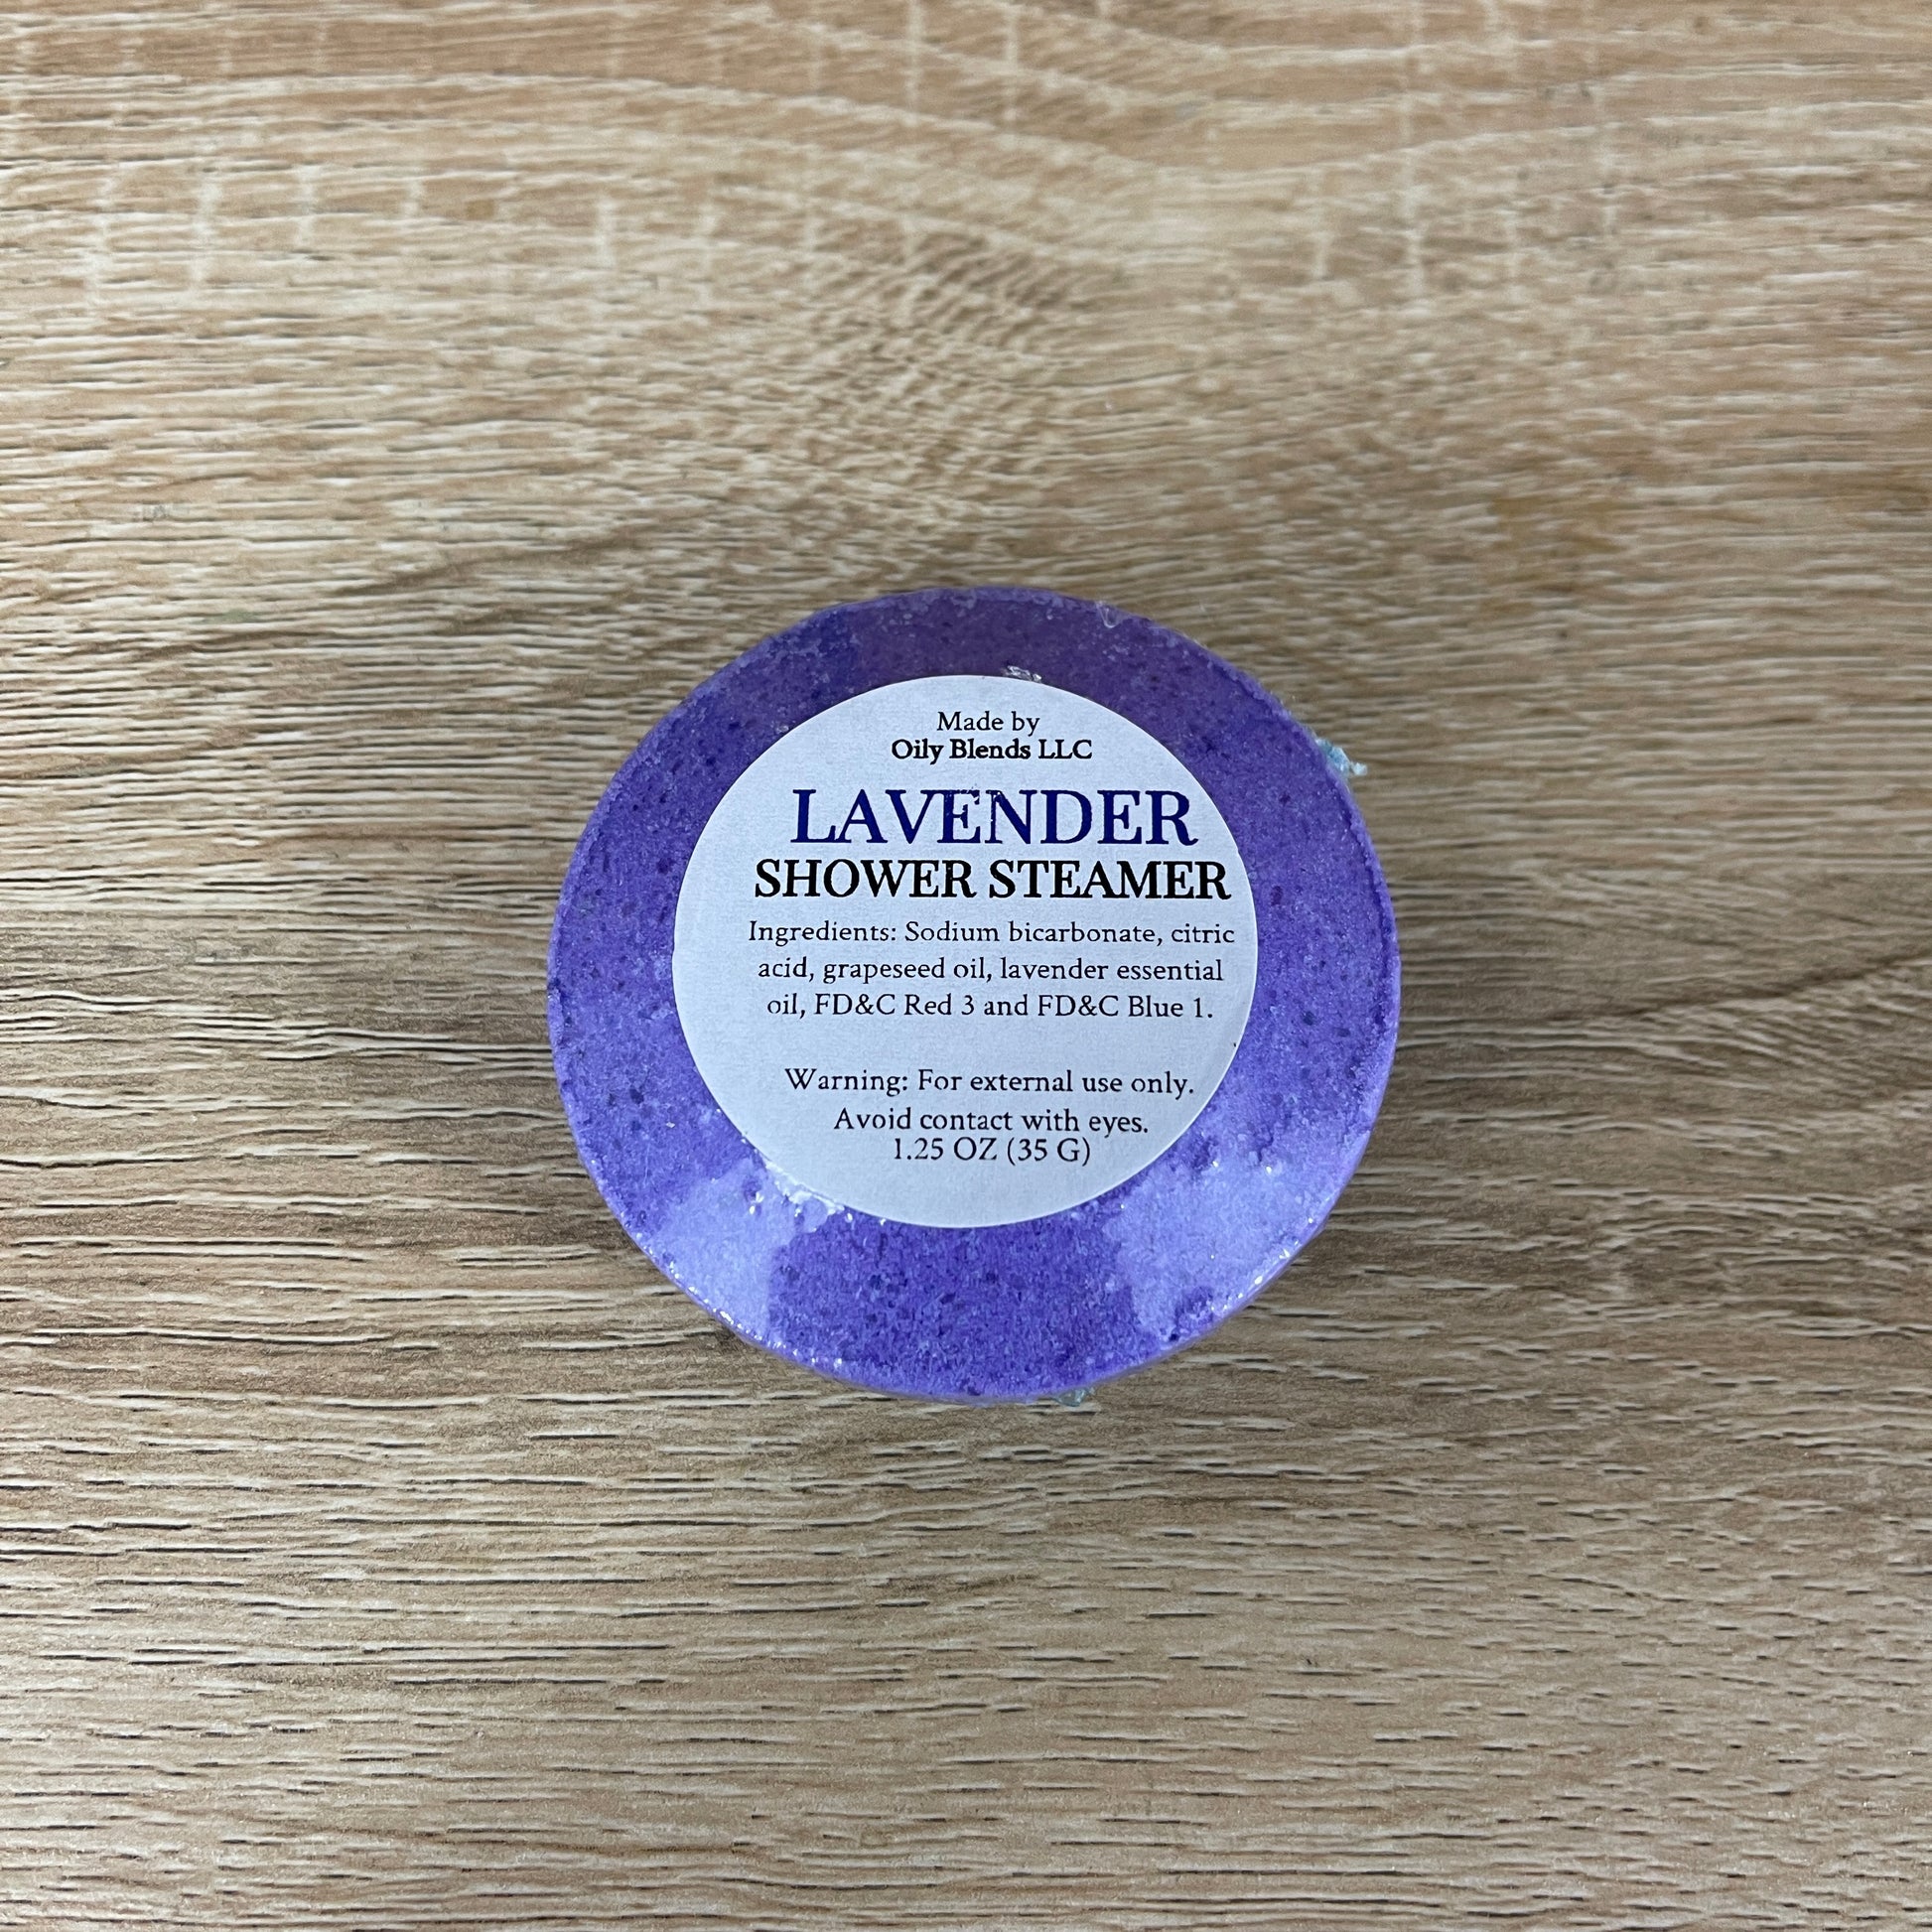 Made by
Oily Blends LLC
LAVENDER
SHOWER STEAMER
Ingredients: Sodium bicarbonate, citric
acid, grapeseed oil, lavender essential
oil, FD&C Red 3 and FD&C Blue 1.
Warning: For external use only.
Avoid contact with eyes.
1.25 OZ (35 G)